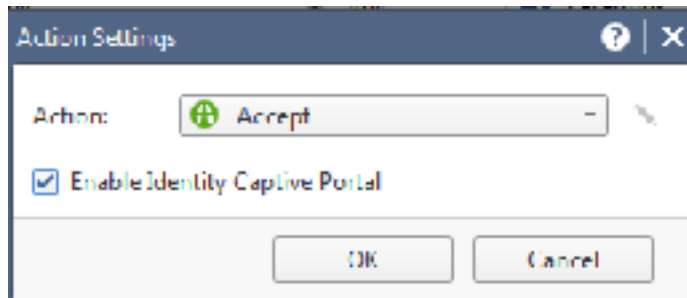 Action Settings
Action: Accept
Enable Identity Captive Portal
OK Cancel